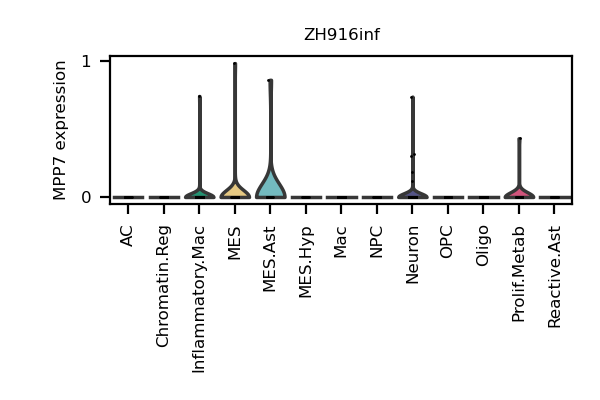 ZH916inf
MPP7 expression
1
0
AC
Chromatin.Reg
Inflammatory.Mac
MES
MES.Ast
MES.Hyp
Mac
NPC
Neuron
OPC
Oligo
Prolif.Metab
Reactive.Ast